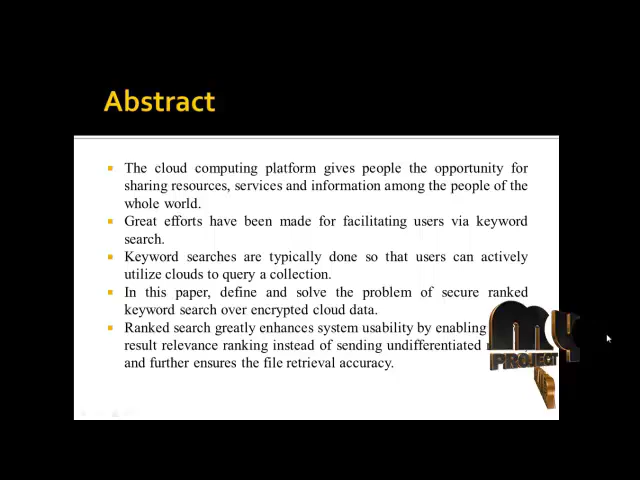 Abstract
The cloud computing platform gives people the opportunity for
sharing resources, services and information among the people of the
whole world.
Great efforts have been made for facilitating users via keyword
search.
Keyword searches are typically done so that users can actively
utilize clouds to query a collection.
In this paper, define and solve the problem of secure ranked
keyword search over encrypted cloud data.
Ranked search greatly enhances system usability by enabling
result relevance ranking instead of sending undifferentiated
and further ensures the file retrieval accuracy.
my
PROJECT